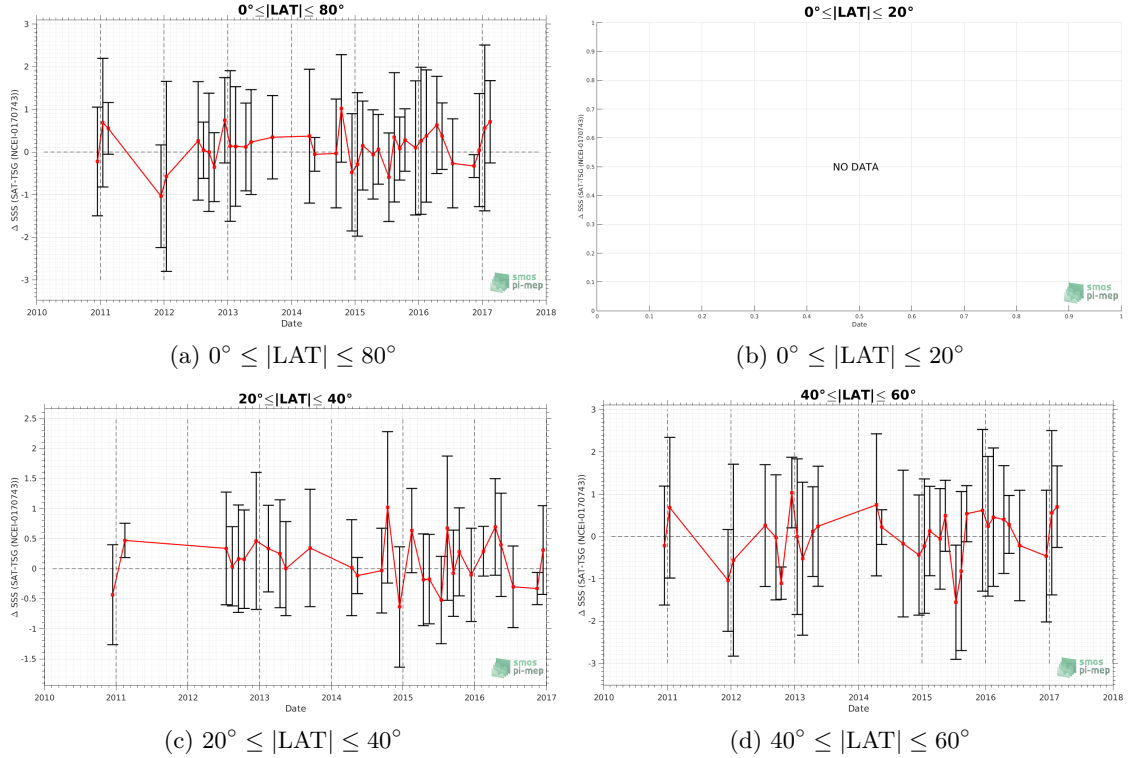 0°≤|LAT|≤ 80°
Δ SSS (SAT-TSG (NCEI-0170743))
3
2
1
0
-1
-2
-3
2010 2011 2012 2013 2014 2015 2016 2017 2018
Date
smos
pi-mep
(a) 0° ≤ |LAT| ≤ 80°
0°≤|LAT|≤ 20°
Δ SSS (SAT-TSG (NCEI-0170743))
1
0.9
0.8
0.7
0.6
0.5
0.4
0.3
0.2
0.1
0
NO DATA
0 0.1 0.2 0.3 0.4 0.5 0.6 0.7 0.8 0.9 1
Date
smos
pi-mep
(b) 0° ≤ |LAT| ≤ 20°
20°≤|LAT|≤ 40°
Δ SSS (SAT-TSG (NCEI-0170743))
2.5
2
1.5
1
0.5
0
-0.5
-1
-1.5
2010 2011 2012 2013 2014 2015 2016 2017
Date
smos
pi-mep
(c) 20° ≤ |LAT| ≤ 40°
40°≤|LAT|≤ 60°
Δ SSS (SAT-TSG (NCEI-0170743))
3
2
1
0
-1
-2
-3
2010 2011 2012 2013 2014 2015 2016 2017 2018
Date
smos
pi-mep
(d) 40° ≤ |LAT| ≤ 60°